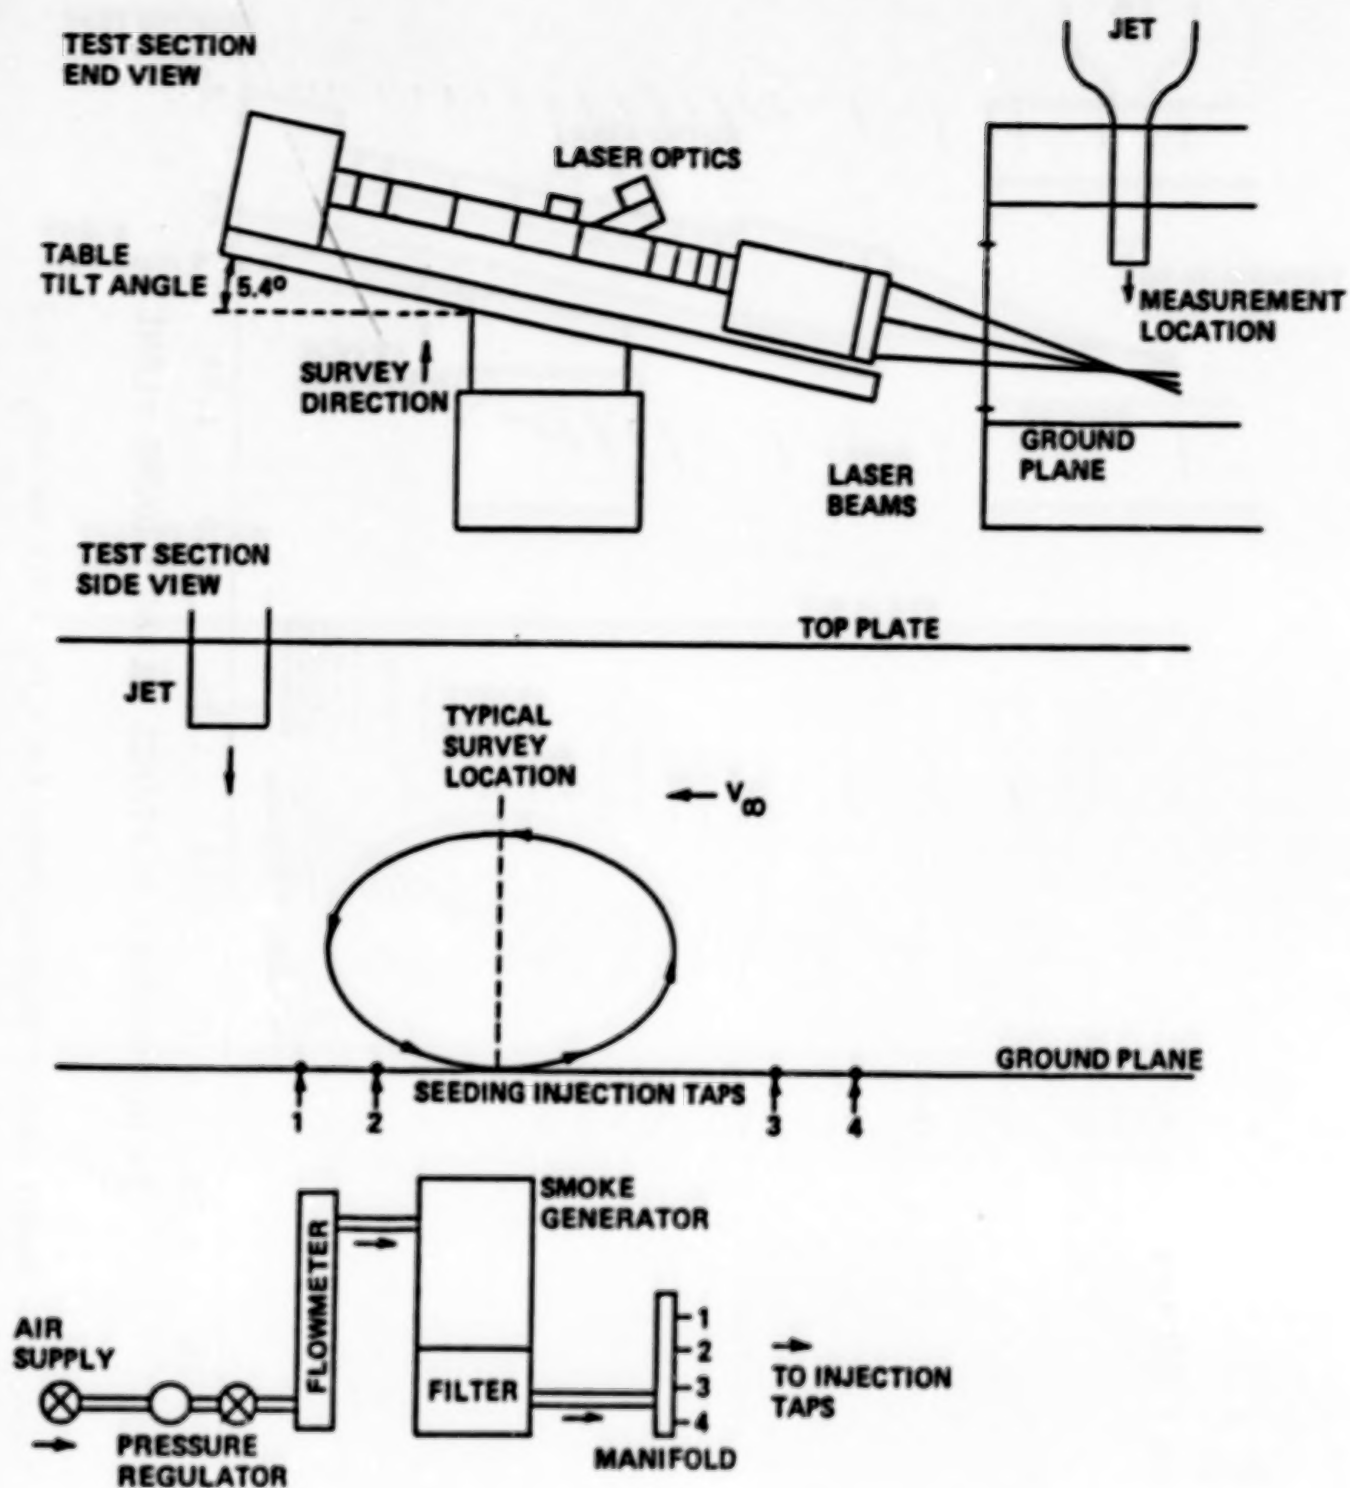 TEST SECTION
END VIEW
JET
LASER OPTICS
TABLE
TILT ANGLE
5.4°
MEASUREMENT
LOCATION
SURVEY
DIRECTION
GROUND
PLANE
LASER
BEAMS
TEST SECTION
SIDE VIEW
TOP PLATE
JET
TYPICAL
SURVEY
LOCATION
V∞
GROUND PLANE
SEEDING INJECTION TAPS
1
2
3
4
SMOKE
GENERATOR
FLOWMETER
AIR
SUPPLY
FILTER
1
2
3
4
TO INJECTION
TAPS
PRESSURE
REGULATOR
MANIFOLD